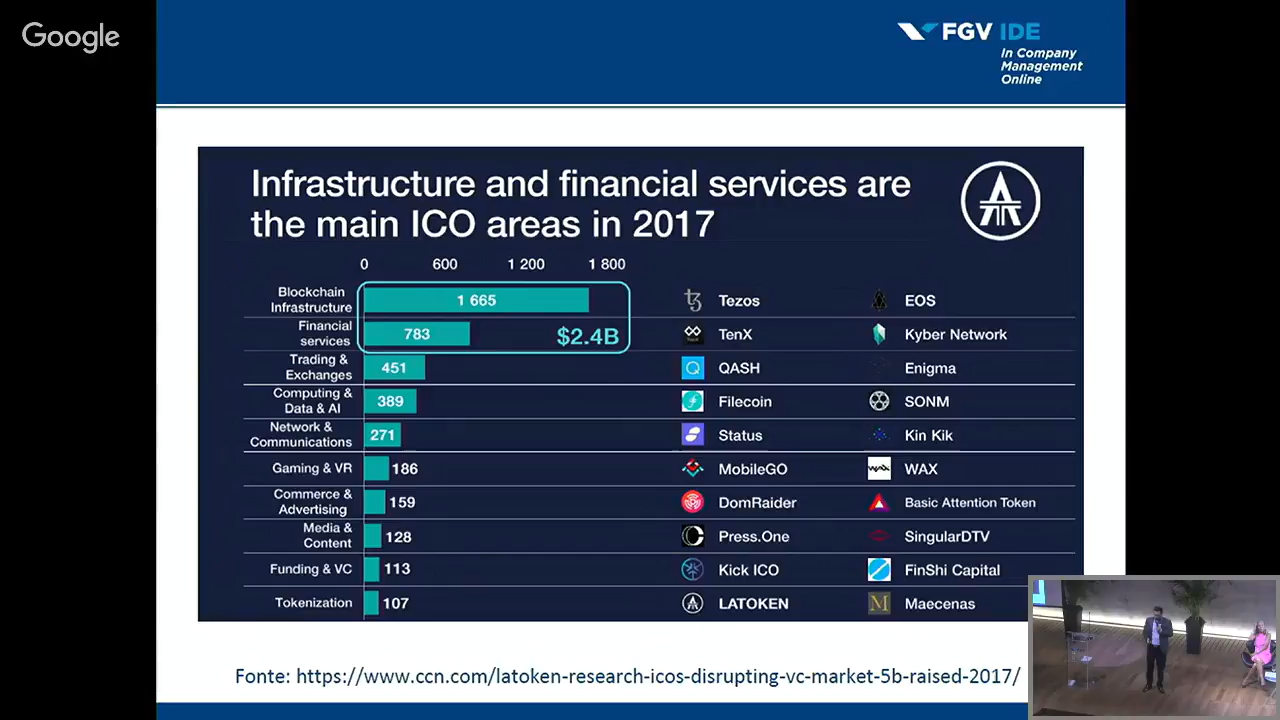 Google
FGV IDE
In Company
Management
Online
Infrastructure and financial services are
the main ICO areas in 2017
0 600 1 200 1 800
Blockchain
Infrastructure
1 665
Tezos
EOS
Financial
services
783
$2.4B
TenX
Kyber Network
Trading &
Exchanges
451
QASH
Enigma
Computing &
Data & AI
389
Filecoin
SONM
Network &
Communications
271
Status
Kin Kik
Gaming & VR
186
MobileGO
WAX
Commerce &
Advertising
159
DomRaider
Basic Attention Token
Media &
Content
128
Press.One
SingularDTV
Funding & VC
113
Kick ICO
FinShi Capital
Tokenization
107
LATOKEN
Maecenas
Fonte: https://www.ccn.com/latoken-research-icos-disrupting-vc-market-5b-raised-2017/